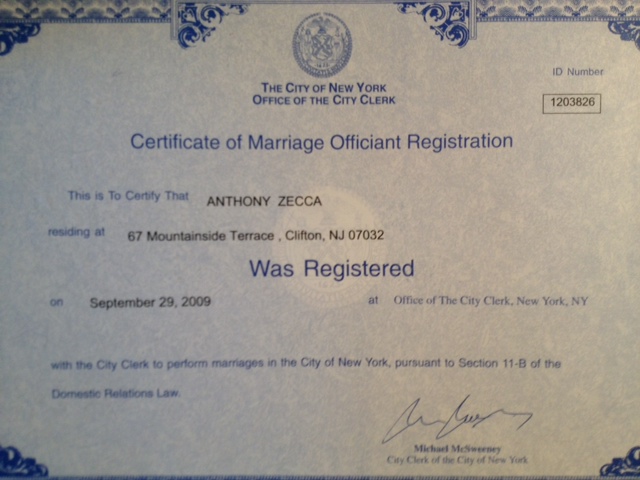 ID Number
1203826
THE CITY OF NEW YORK
OFFICE OF THE CITY CLERK
Certificate of Marriage Officiant Registration
This is To Certify That ANTHONY ZECCA
residing at 67 Mountainside Terrace , Clifton, NJ 07032
Was Registered
on September 29, 2009 at Office of The City Clerk, New York, NY
with the City Clerk to perform marriages in the City of New York, pursuant to Section 11-B of the
Domestic Relations Law.
Michael McSweeney
City Clerk of the City of New York